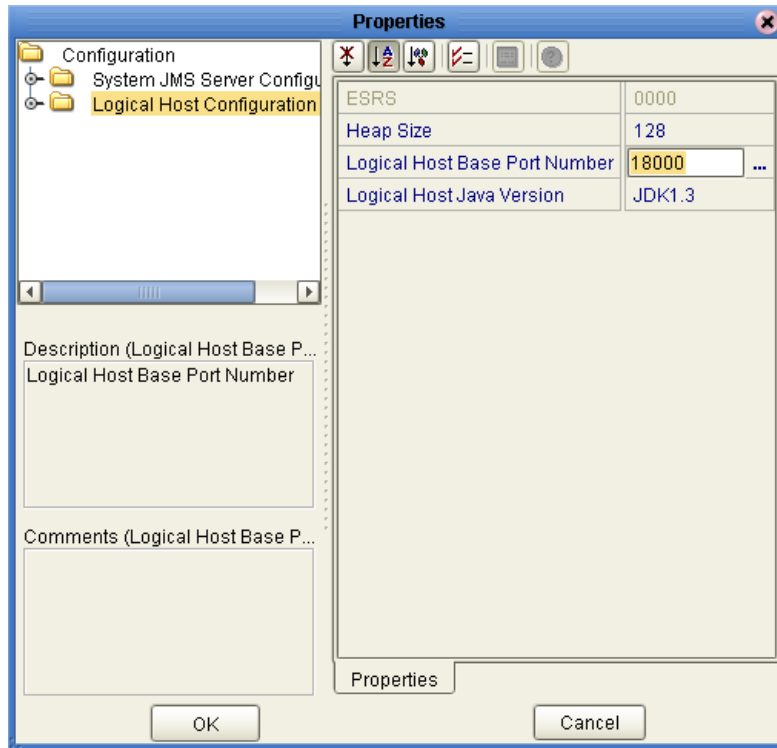 Properties
Configuration
System JMS Server Configu
Logical Host Configuration
ESRS 0000
Heap Size 128
Logical Host Base Port Number 18000 ...
Logical Host Java Version JDK1.3
Description (Logical Host Base P...
Logical Host Base Port Number
Comments (Logical Host Base P...
Properties
OK
Cancel